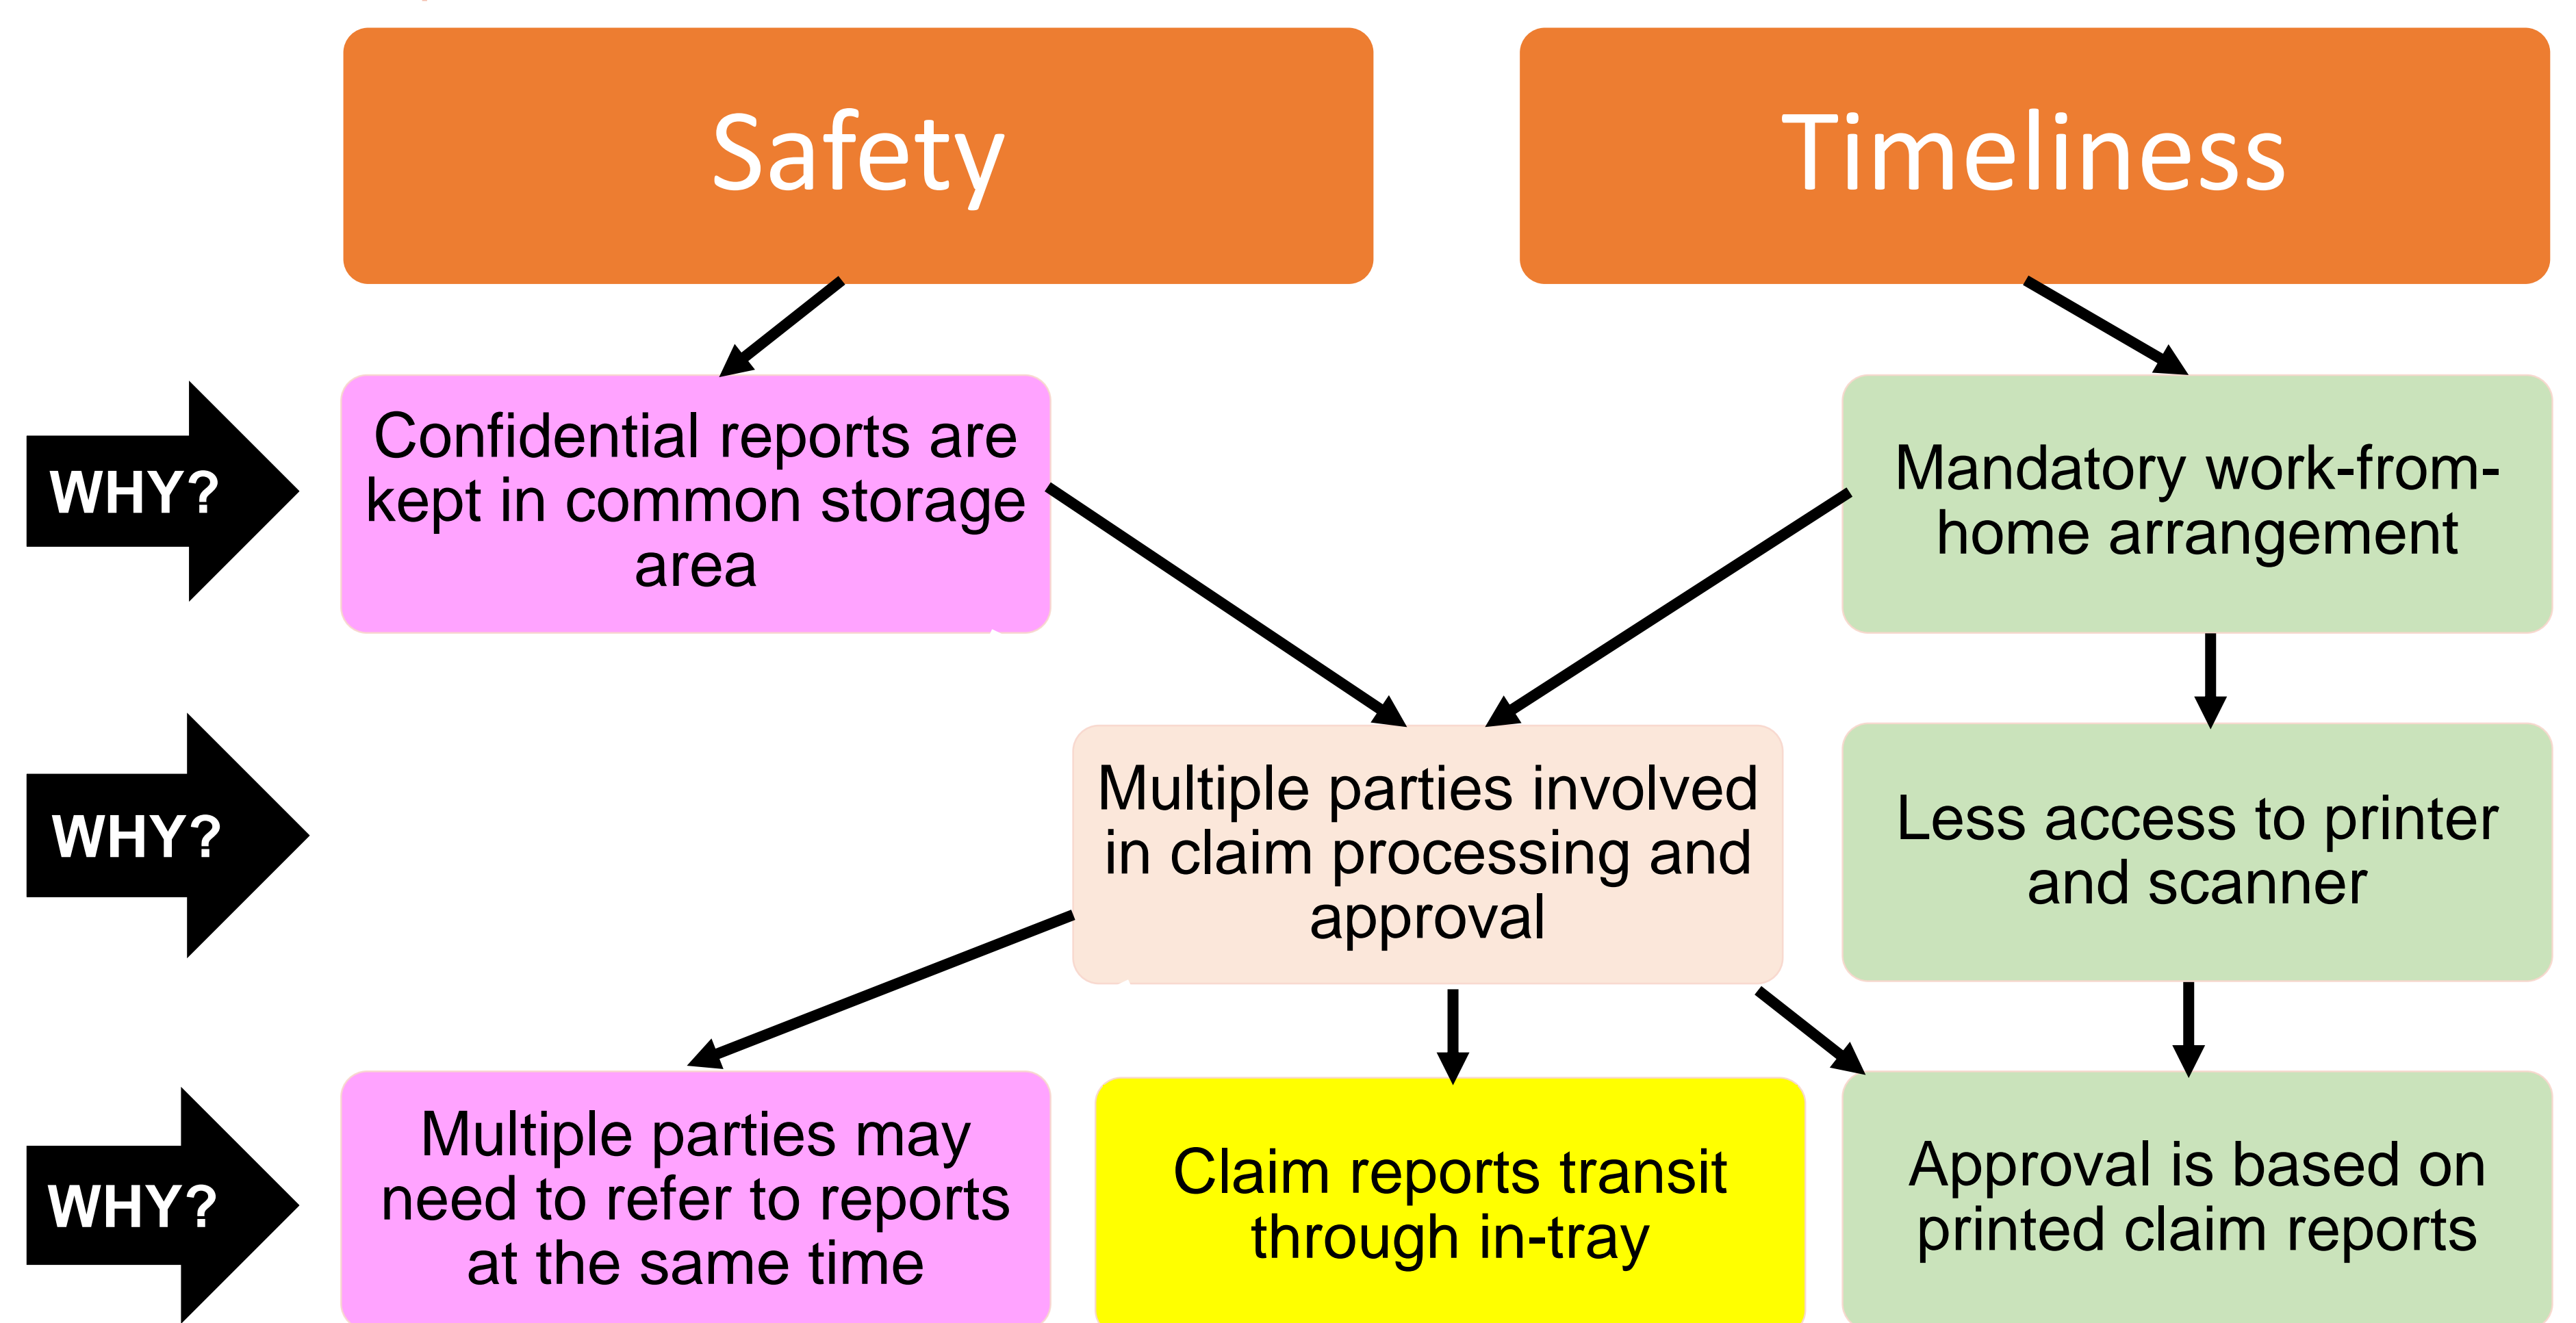 Safety
Timeliness
WHY?
Confidential reports are
kept in common storage
area
Mandatory work-from-
home arrangement
WHY?
Multiple parties involved
in claim processing and
approval
Less access to printer
and scanner
WHY?
Multiple parties may
need to refer to reports
at the same time
Claim reports transit
through in-tray
Approval is based on
printed claim reports